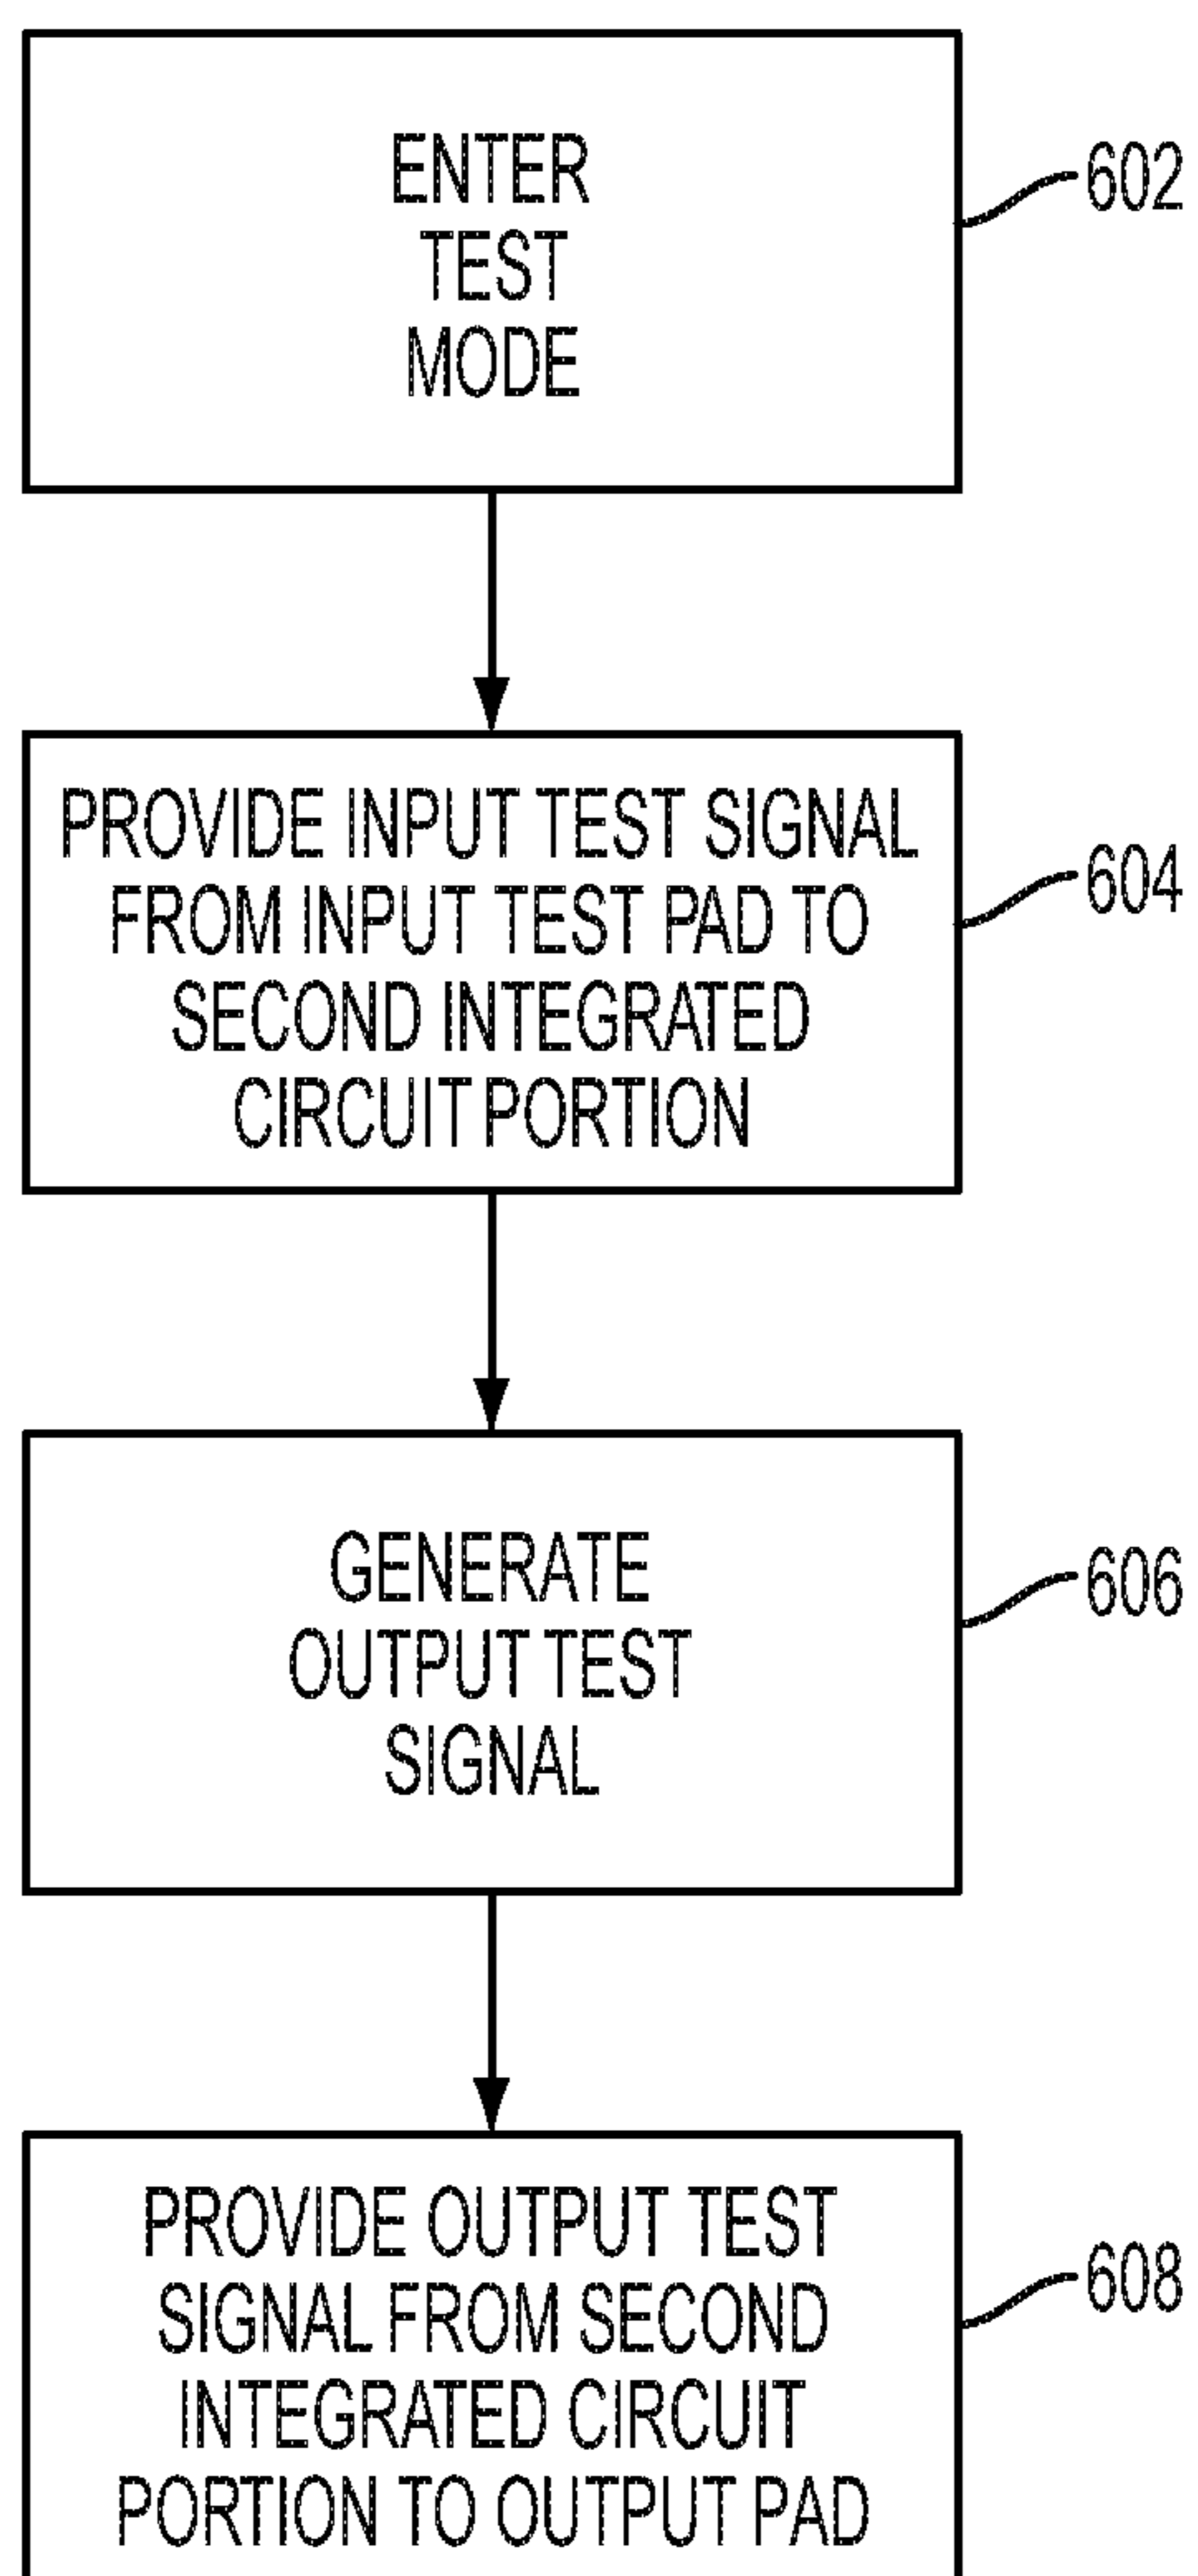 ENTER
TEST
MODE
602
PROVIDE INPUT TEST SIGNAL
FROM INPUT TEST PAD TO
SECOND INTEGRATED
CIRCUIT PORTION
604
GENERATE
OUTPUT TEST
SIGNAL
606
PROVIDE OUTPUT TEST
SIGNAL FROM SECOND
INTEGRATED CIRCUIT
PORTION TO OUTPUT PAD
608